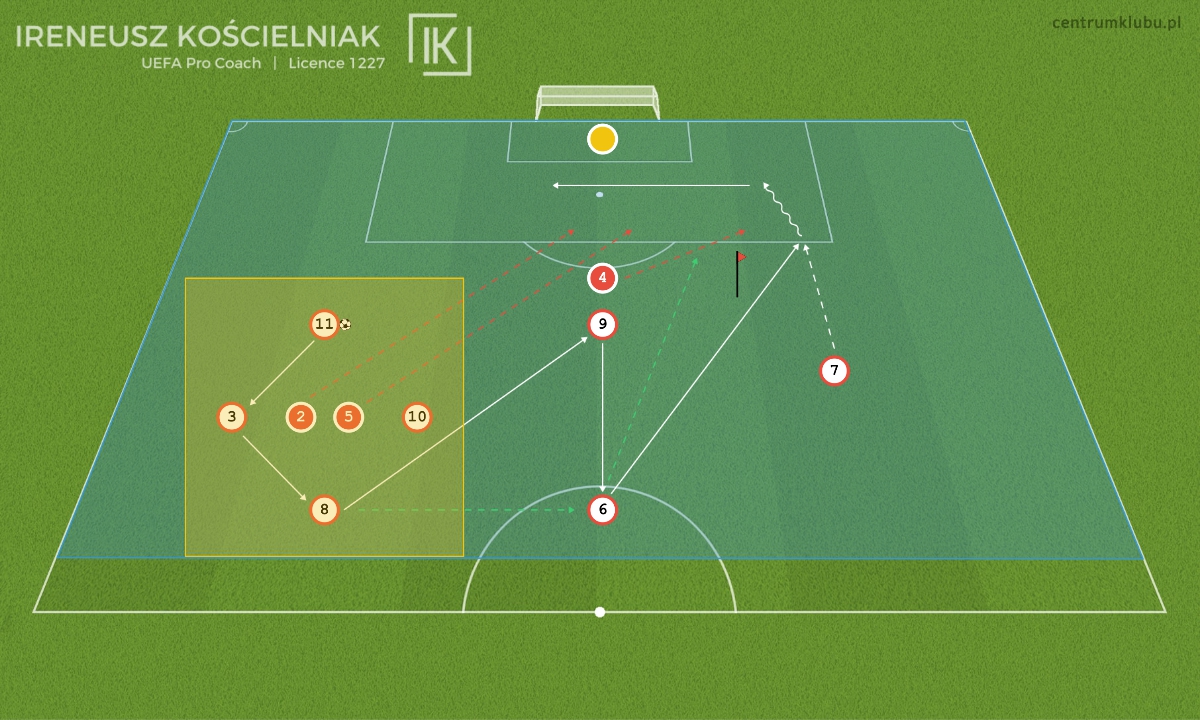 centrumklubu.pl
IRENEUSZ KOŚCIELNIAK
UEFA Pro Coach | Licence 1227
IK
4
11
9
7
3
2
5
10
8
6